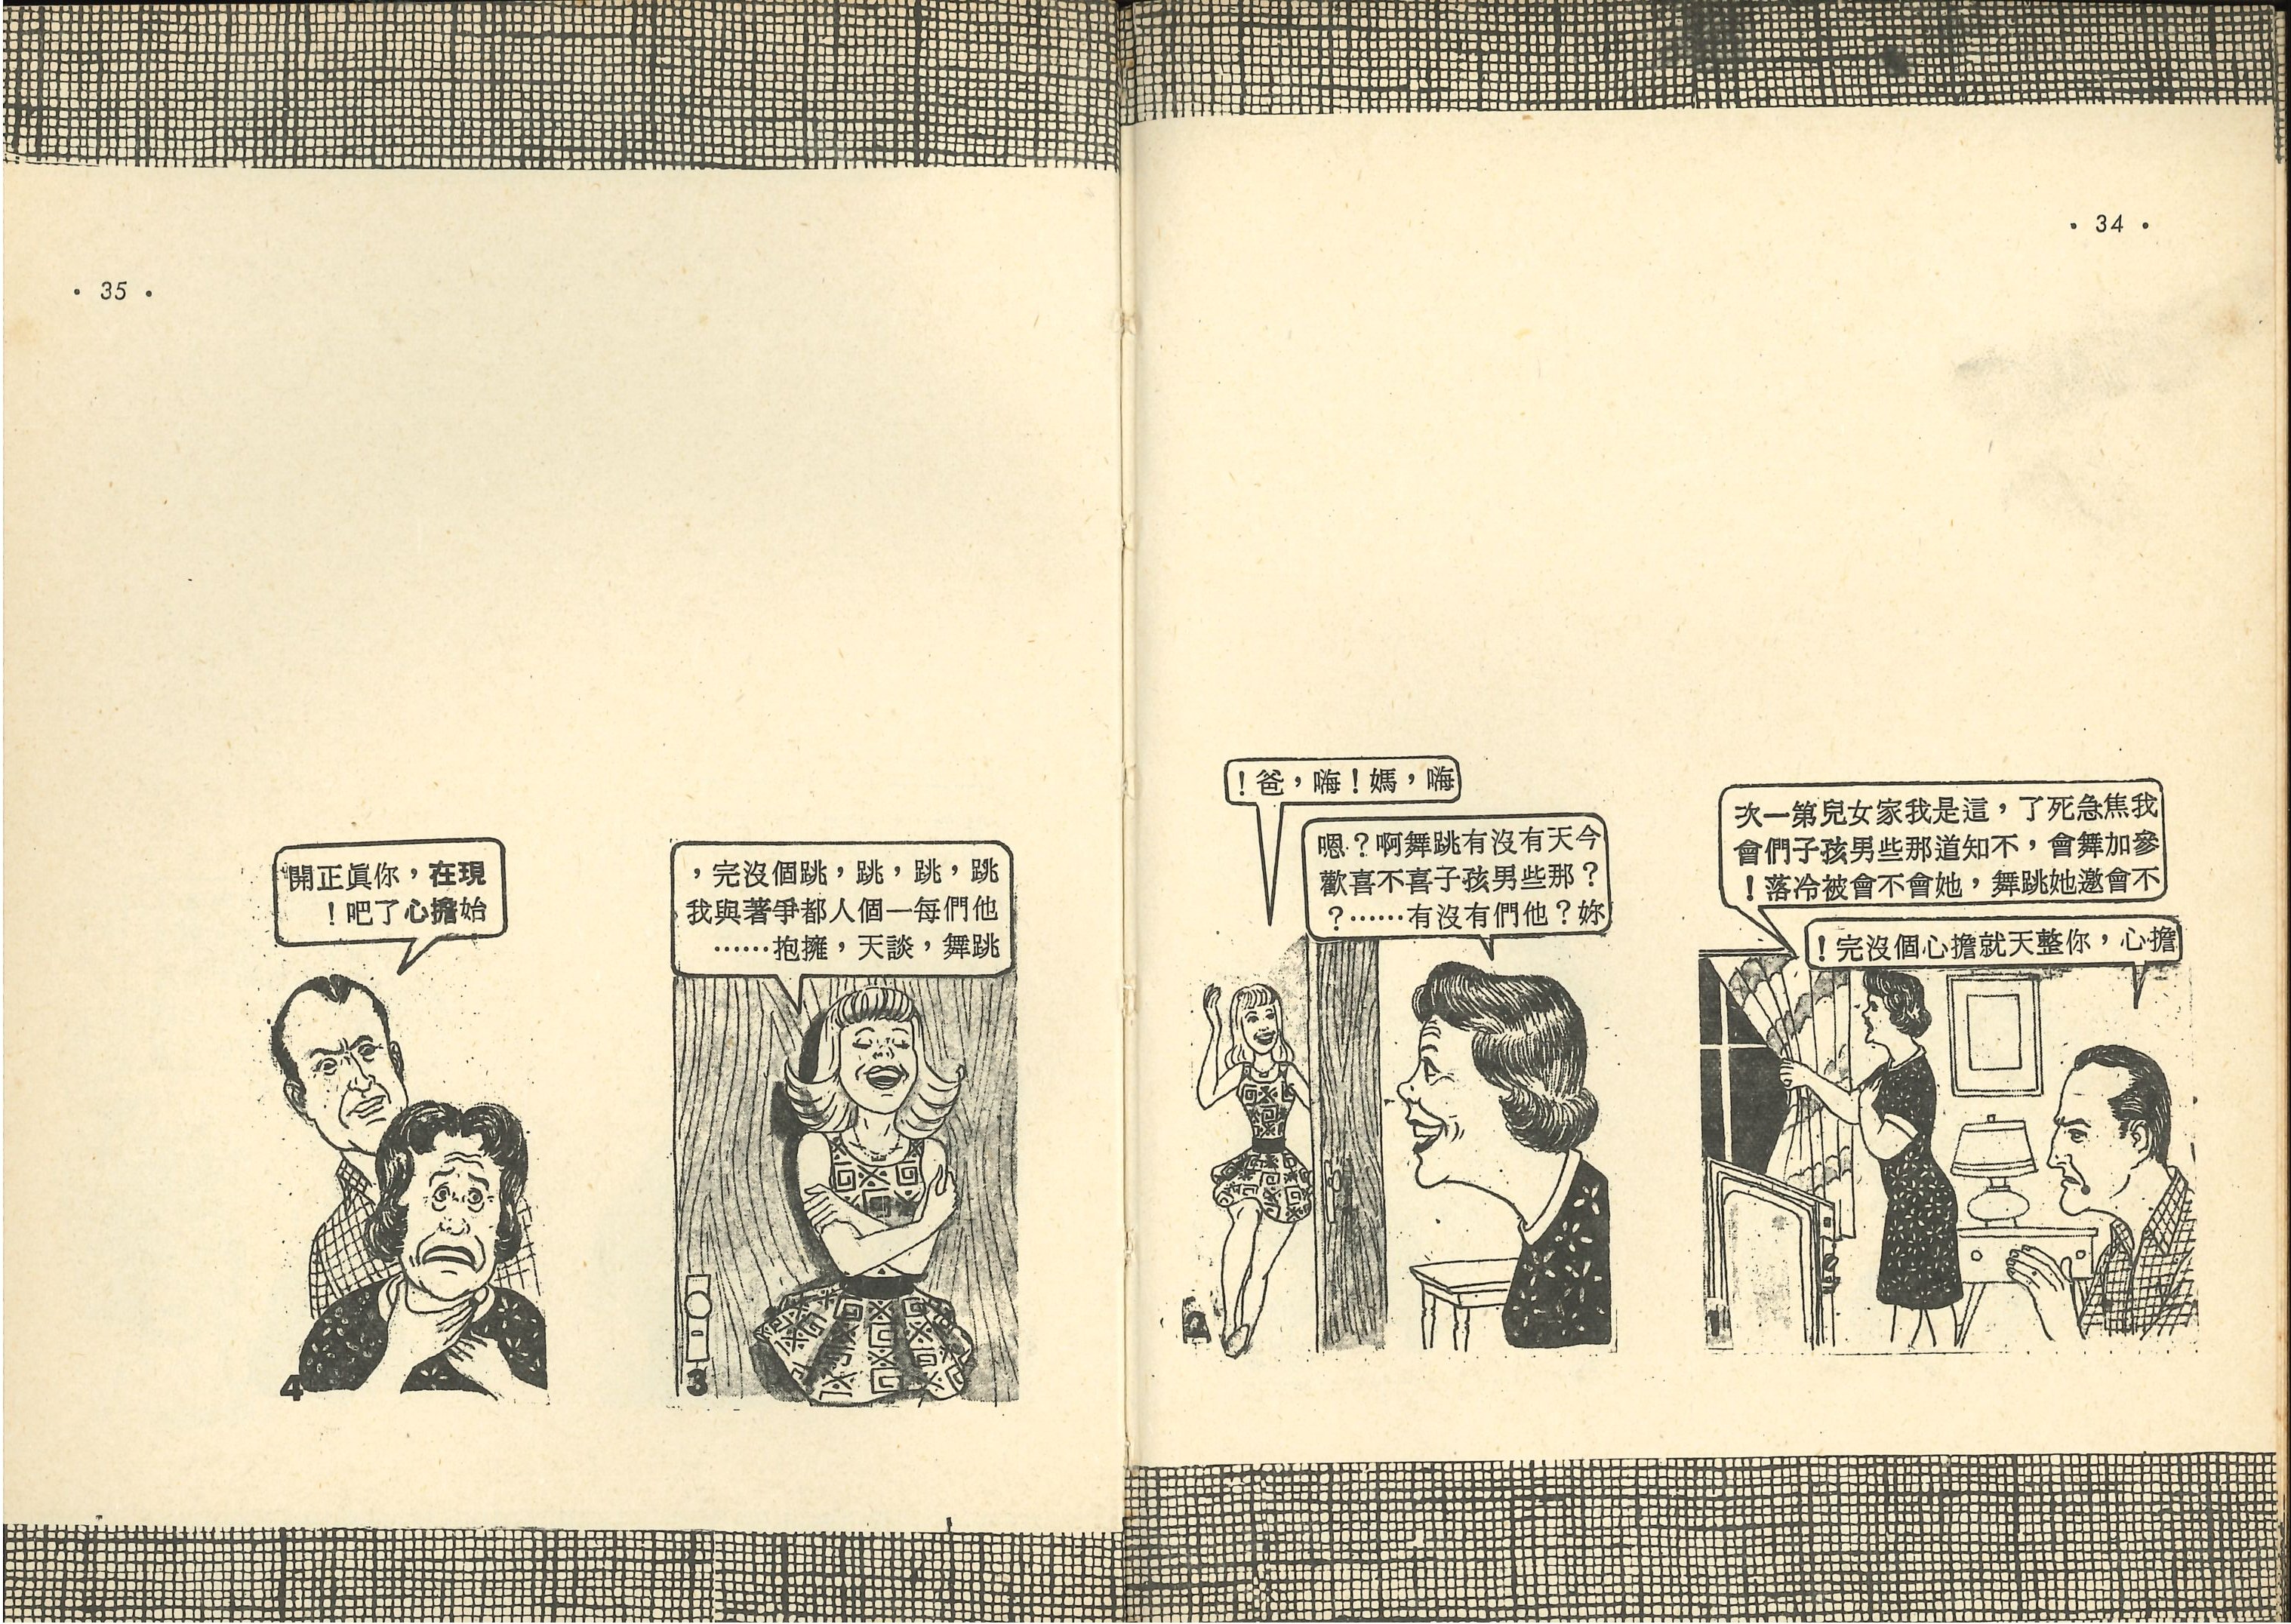 · 34 ·
我焦急死了，這是我家女兒第一次
參加舞會，不知道那些男孩子們會
不會邀她跳舞，她會不會被冷落！
擔心，你整天就擔心個沒完！
1
嗨，媽！嗨，爸！
今天有沒有跳舞啊？嗯
？那些男孩子喜不喜歡
妳？他們有沒有……？
2
· 35 ·
跳，跳，跳，跳個沒完，
他們每一個人都爭著與我
跳舞，談天，擁抱……
3
現在，你眞正開
始擔心了吧！
4